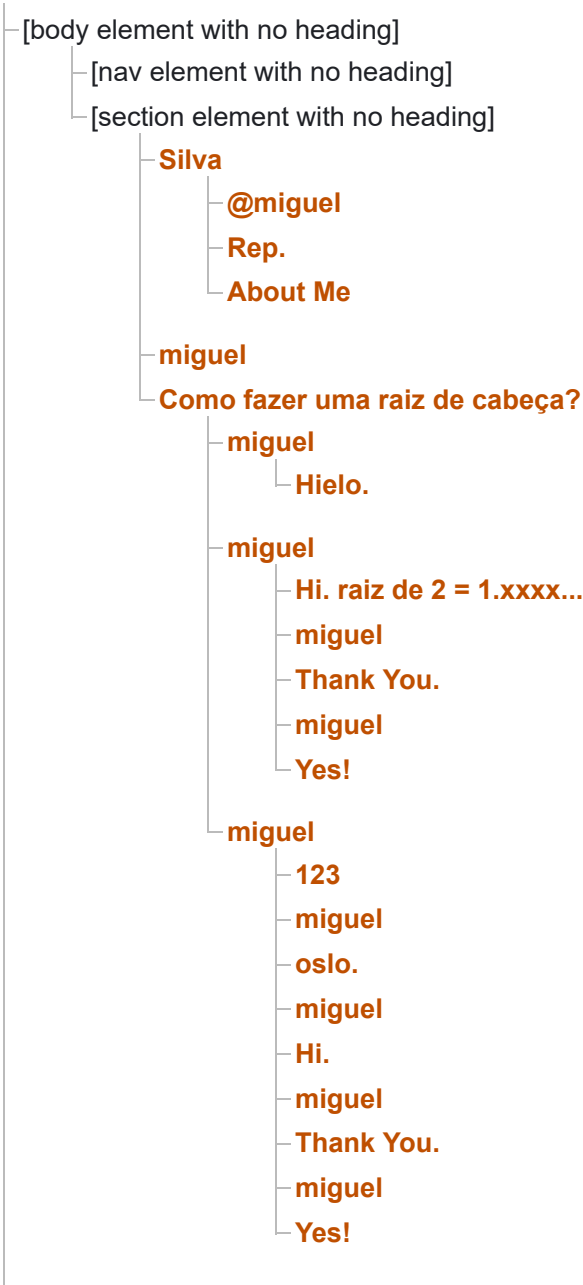 [body element with no heading]
[nav element with no heading]
[section element with no heading]
Silva
@miguel
Rep.
About Me
miguel
Como fazer uma raiz de cabeça?
miguel
Hielo.
miguel
Hi. raiz de 2 = 1.xxxx...
miguel
Thank You.
miguel
Yes!
miguel
123
miguel
oslo.
miguel
Hi.
miguel
Thank You.
miguel
Yes!